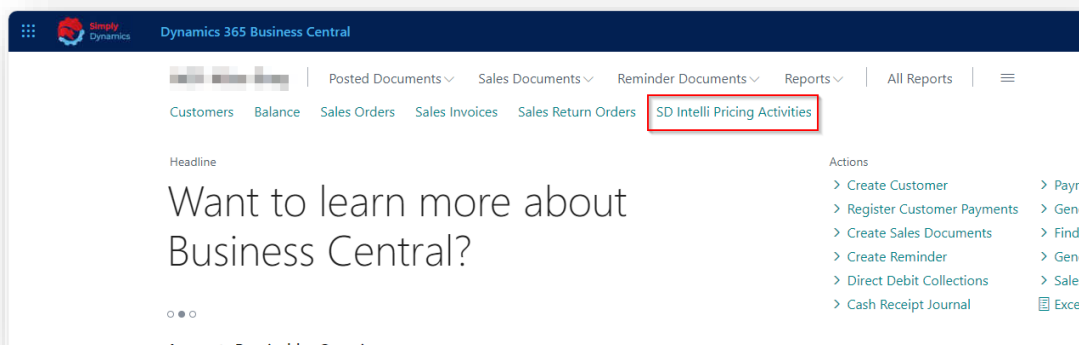 Simply
Dynamics
Dynamics 365 Business Central
Posted Documents Sales Documents Reminder Documents Reports All Reports
Customers Balance Sales Orders Sales Invoices Sales Return Orders SD Intelli Pricing Activities
Headline
Want to learn more about
Business Central?
Actions
Create Customer
Register Customer Payments
Create Sales Documents
Create Reminder
Direct Debit Collections
Cash Receipt Journal